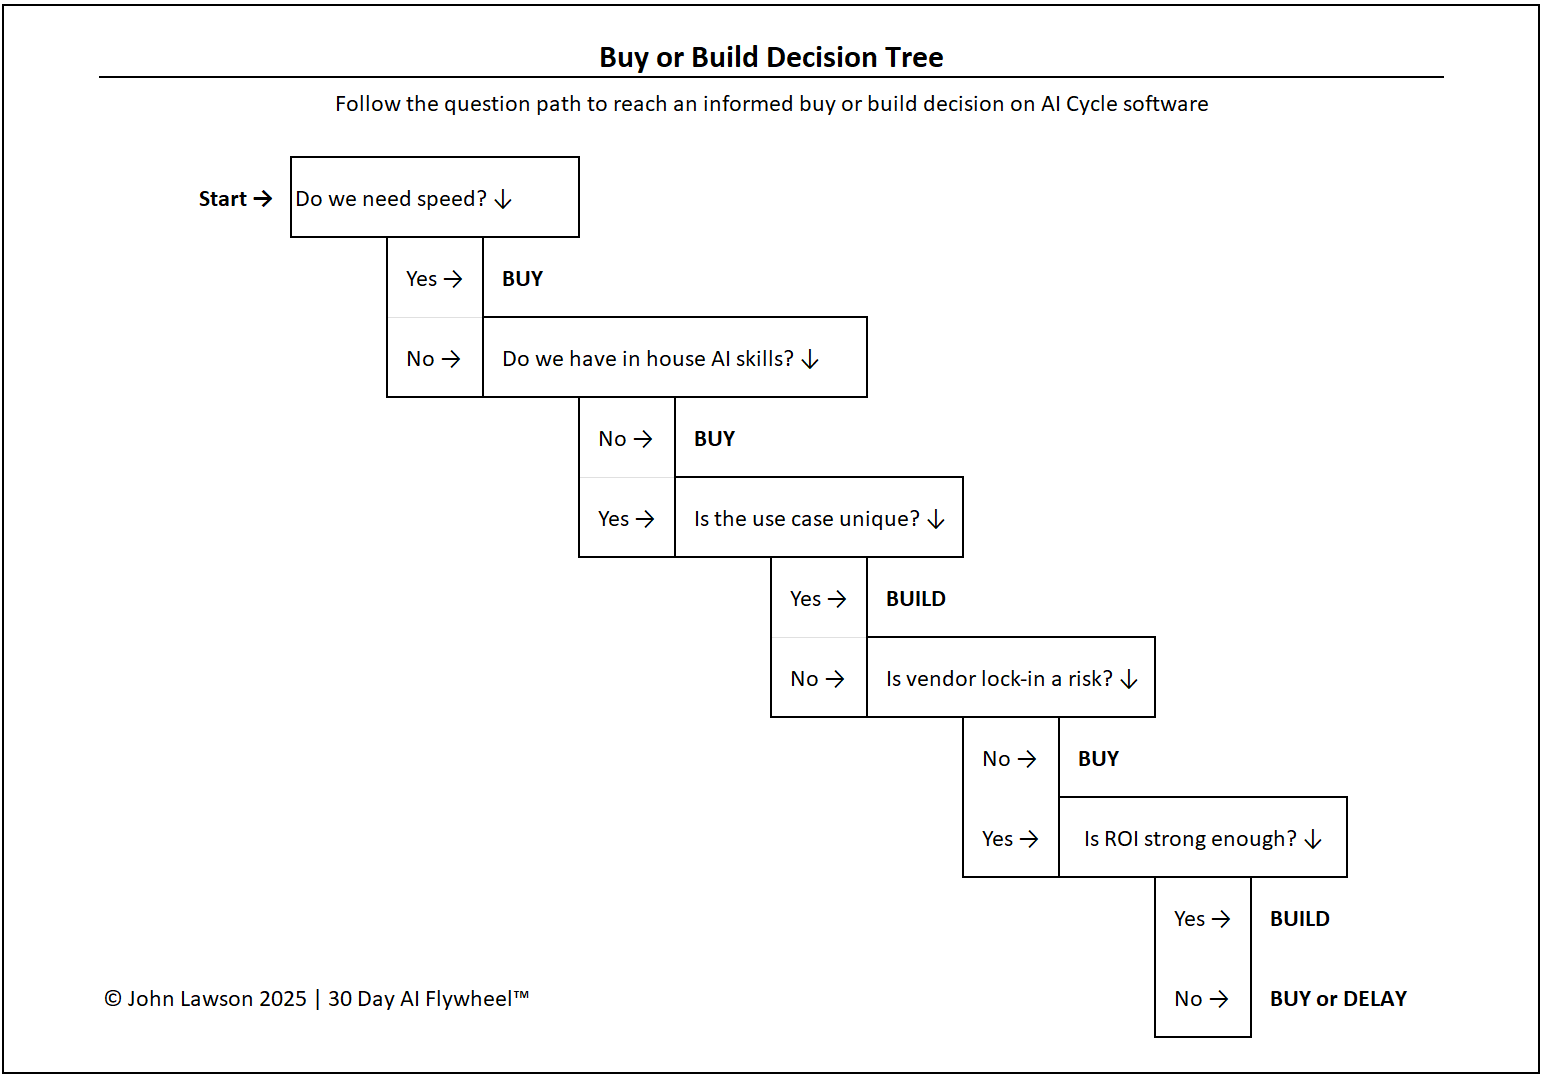 Buy or Build Decision Tree
Follow the question path to reach an informed buy or build decision on AI Cycle software
Start → Do we need speed? ↓
Yes → BUY
No → Do we have in house AI skills? ↓
No → BUY
Yes → Is the use case unique? ↓
Yes → BUILD
No → Is vendor lock-in a risk? ↓
No → BUY
Yes → Is ROI strong enough? ↓
Yes → BUILD
No → BUY or DELAY
© John Lawson 2025 | 30 Day AI Flywheel™